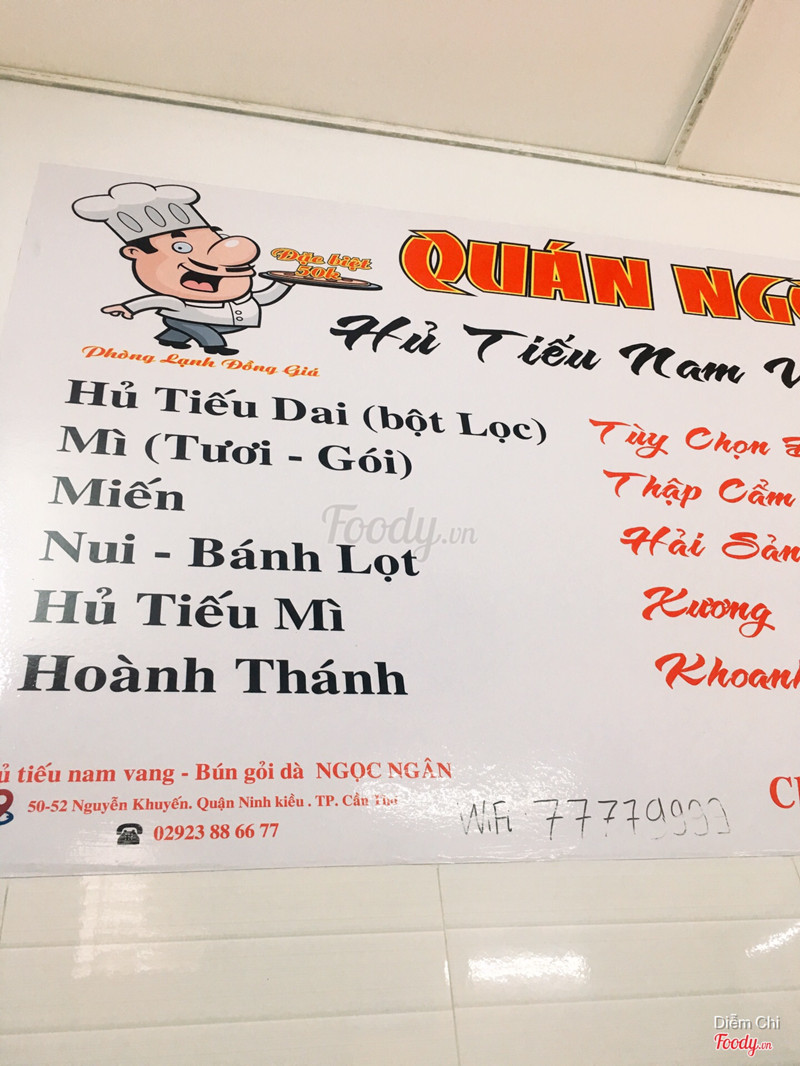 Đặc biệt
50k
QUÁN
Hủ Tiếu Nam
Phòng Lạnh Đồng Giá
Hủ Tiếu Dai (bột Lọc)
Mì (Tươi - Gói)
Miến
Nui - Bánh Lọt
Hủ Tiếu Mì
Hoành Thánh
Tùy Chọn
Thập Cẩm
Hải Sản
Xương
Foody.vn
tiếu nam vang - Bún gỏi dà NGỌC NGÂN
50-52 Nguyễn Khuyến. Quận Ninh kiều . TP. Cần Thơ
02923 88 66 77
Wifi: 77779999
Diễm Chi
Foody.vn